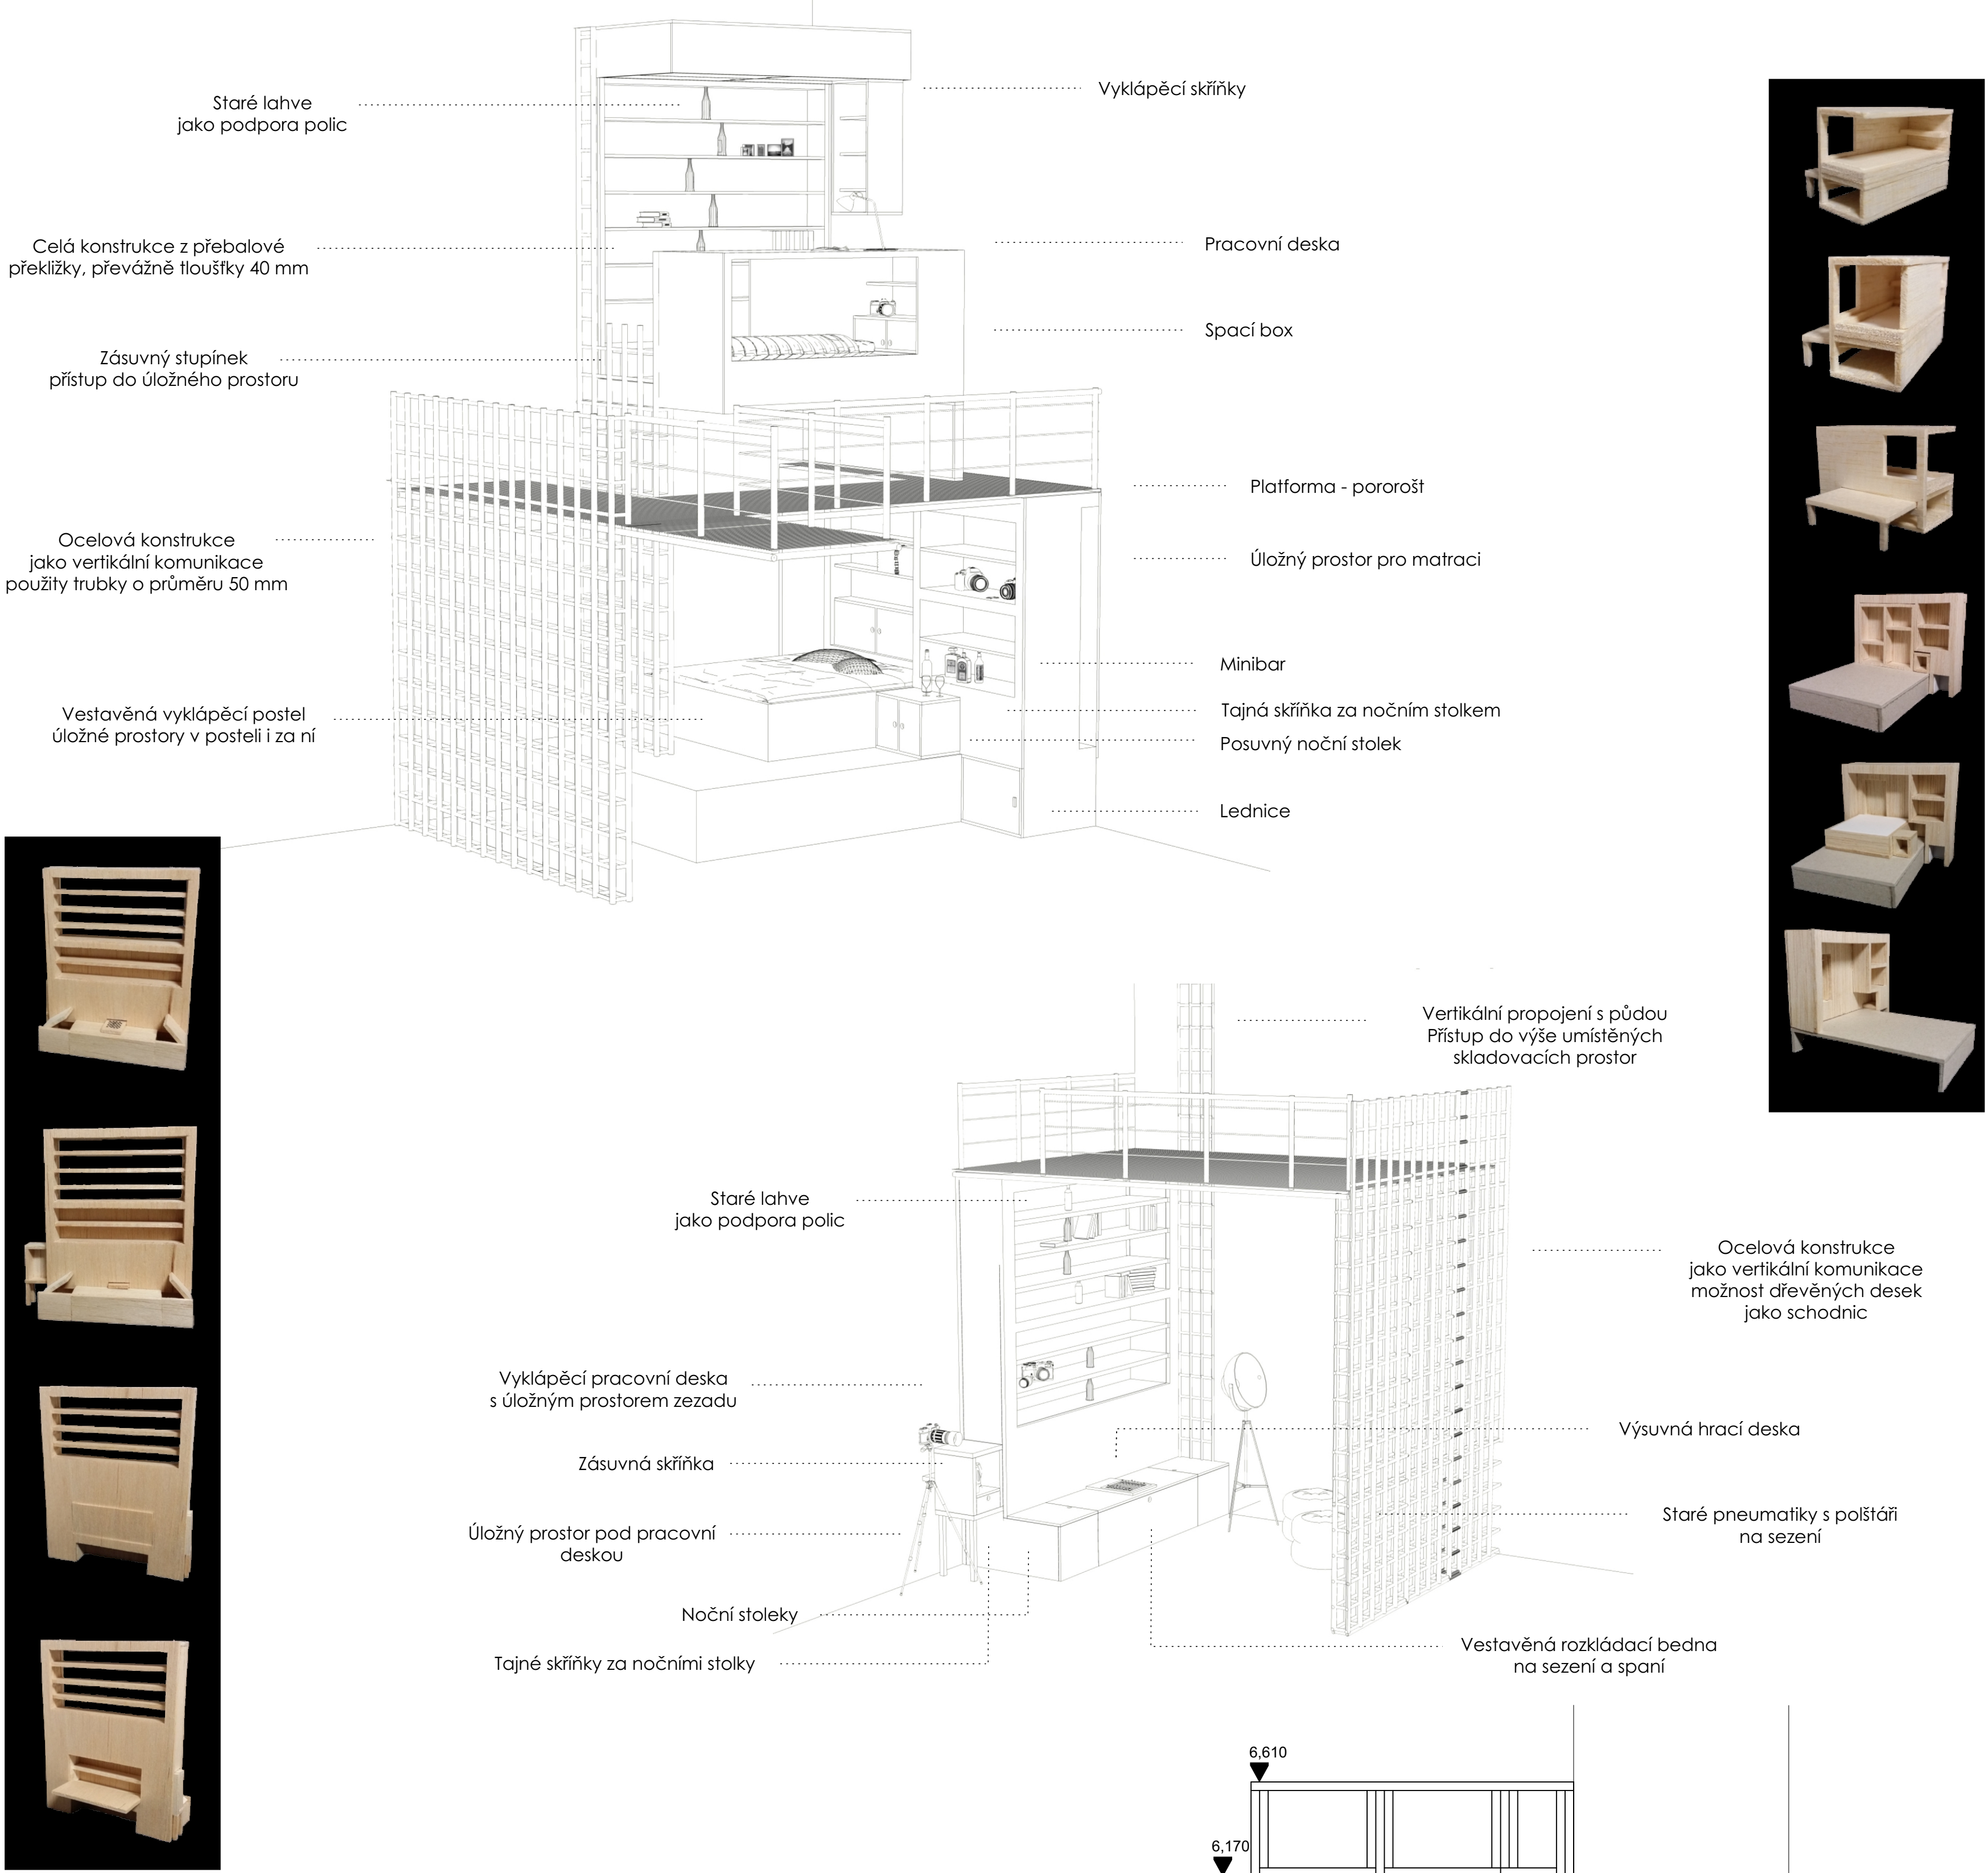 Staré lahve
jako podpora polic
Vyklápěcí skříňky
Celá konstrukce z přebalové
překližky, převážně tloušťky 40 mm
Pracovní deska
Spací box
Zásuvný stupínek
přístup do úložného prostoru
Platforma - pororošt
Ocelová konstrukce
jako vertikální komunikace
použity trubky o průměru 50 mm
Úložný prostor pro matraci
Minibar
Tajná skříňka za nočním stolkem
Vestavěná vyklápěcí postel
úložné prostory v posteli i za ní
Posuvný noční stolek
Lednice
Vertikální propojení s půdou
Přístup do výše umístěných
skladovacích prostor
Staré lahve
jako podpora polic
Ocelová konstrukce
jako vertikální komunikace
možnost dřevěných desek
jako schodnic
Vyklápěcí pracovní deska
s úložným prostorem zezadu
Výsuvná hrací deska
Zásuvná skříňka
Úložný prostor pod pracovní
deskou
Staré pneumatiky s polštáři
na sezení
Noční stoleky
Tajné skříňky za nočními stolky
Vestavěná rozkládací bedna
na sezení a spaní
6,610
6,170